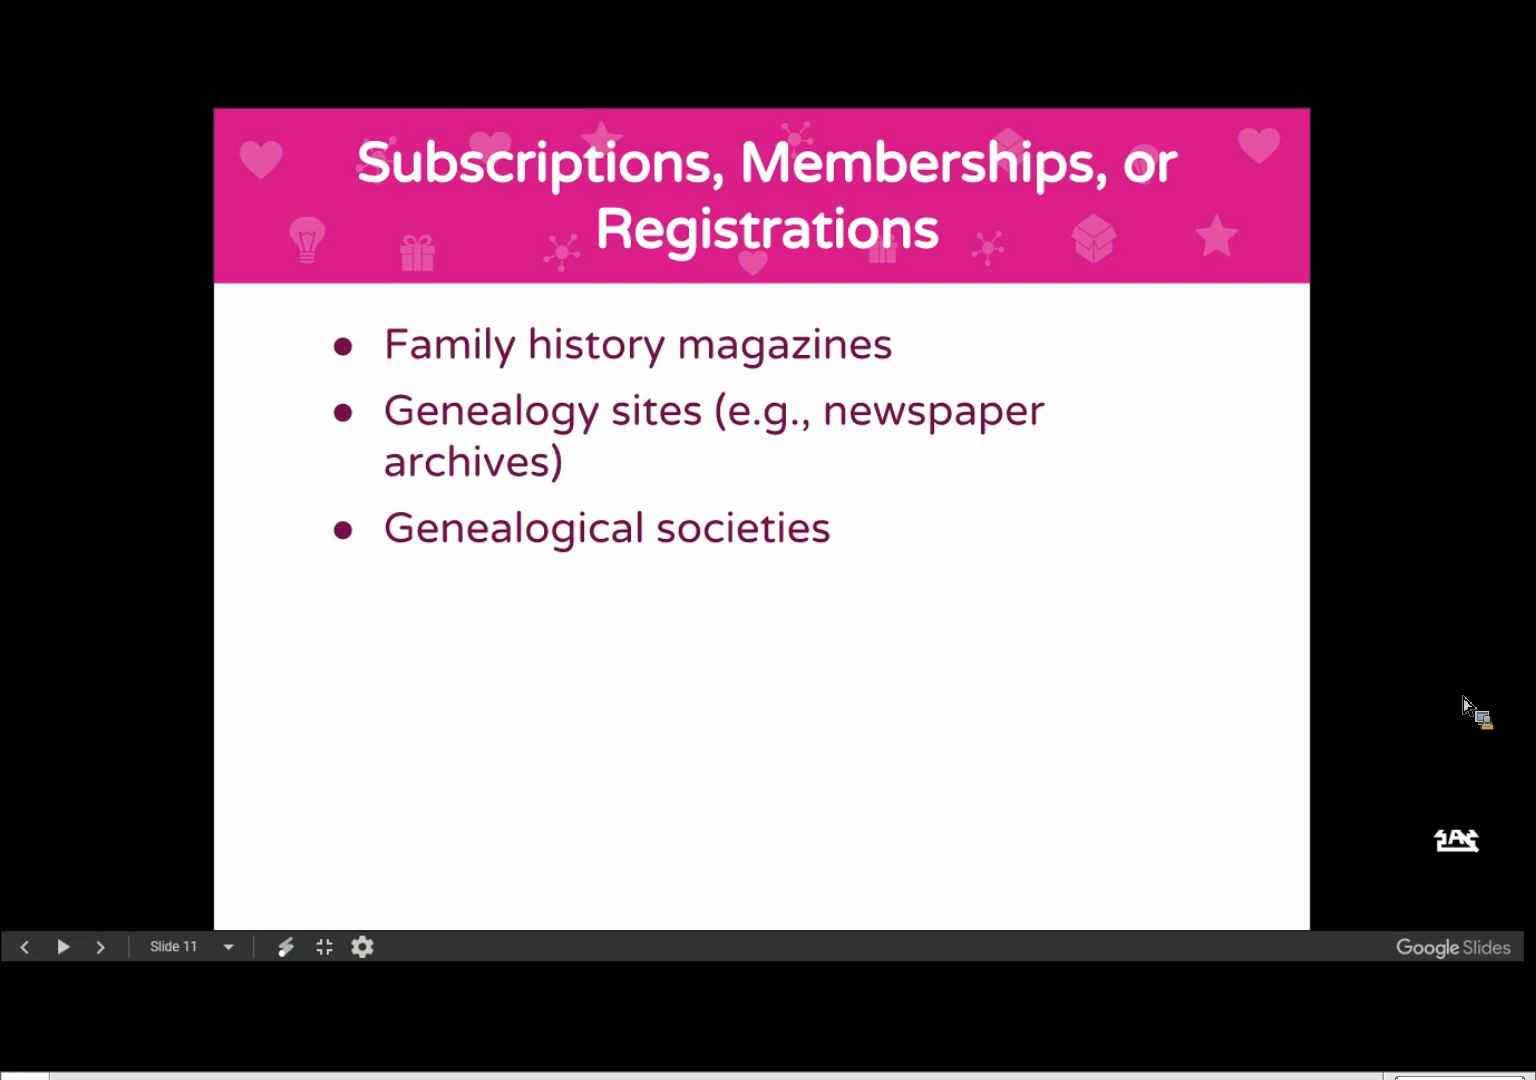 Subscriptions, Memberships, or
Registrations
● Family history magazines
● Genealogy sites (e.g., newspaper
archives)
● Genealogical societies
Slide 11
Google Slides